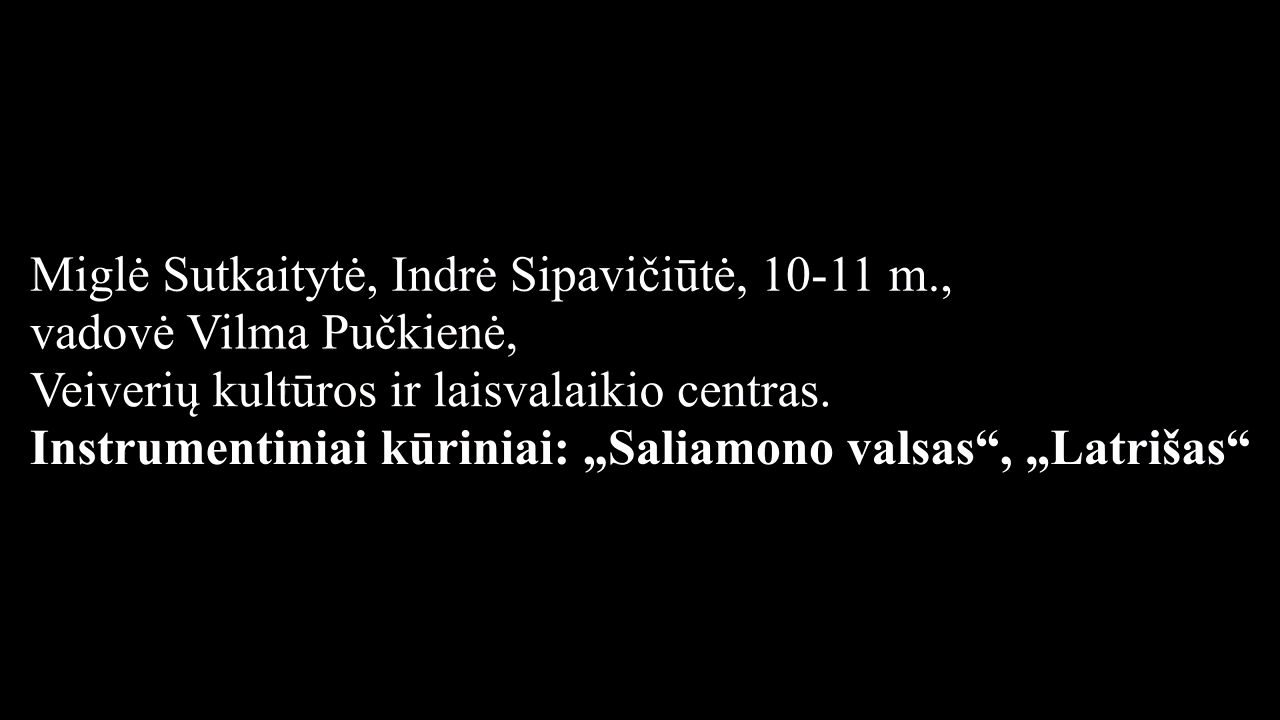 Miglė Sutkaitytė, Indrė Sipavičiūtė, 10-11 m.,
vadovė Vilma Pučkienė,
Veiverių kultūros ir laisvalaikio centras.
Instrumentiniai kūriniai: „Saliamono valsas“, „Latrišas“